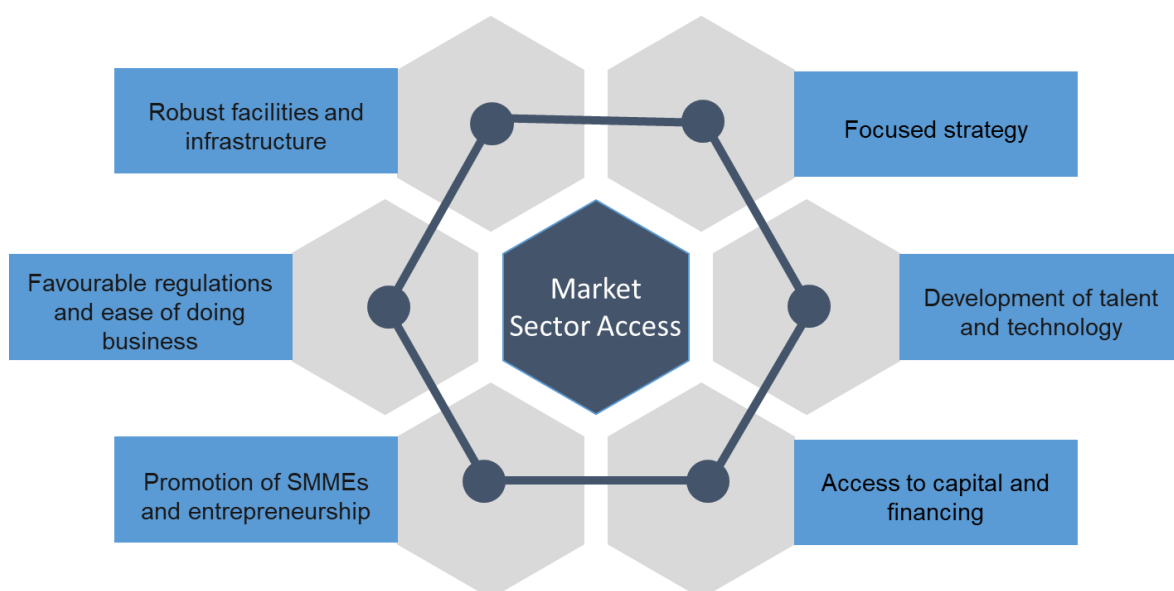 Robust facilities and
infrastructure
Focused strategy
Favourable regulations
and ease of doing
business
Market
Sector Access
Development of talent
and technology
Promotion of SMMEs
and entrepreneurship
Access to capital and
financing